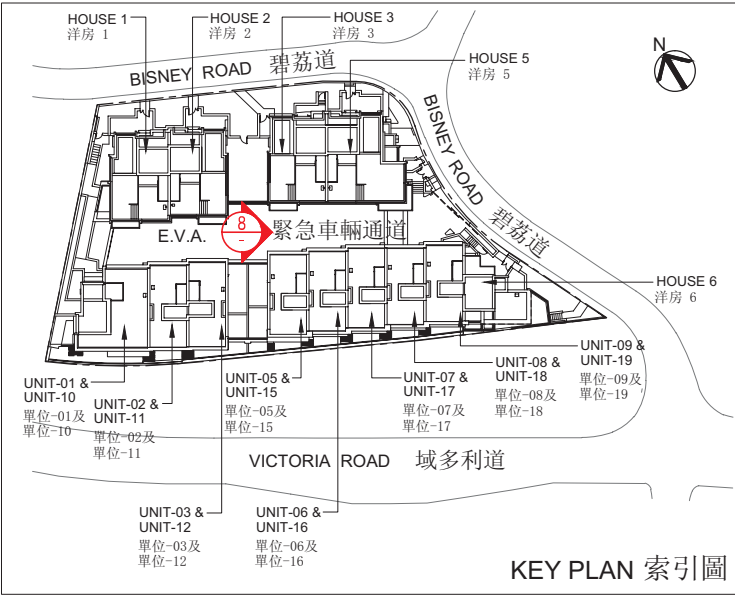 HOUSE 1
洋房 1
HOUSE 2
洋房 2
HOUSE 3
洋房 3
HOUSE 5
洋房 5
N
BISNEY ROAD 碧荔道
BISNEY ROAD 碧荔道
E.V.A.
8
-
緊急車輛通道
HOUSE 6
洋房 6
UNIT-01 &
UNIT-10
單位-01及
單位-10
UNIT-02 &
UNIT-11
單位-02及
單位-11
UNIT-05 &
UNIT-15
單位-05及
單位-15
UNIT-07 &
UNIT-17
單位-07及
單位-17
UNIT-08 &
UNIT-18
單位-08及
單位-18
UNIT-09 &
UNIT-19
單位-09及
單位-19
VICTORIA ROAD 域多利道
UNIT-03 &
UNIT-12
單位-03及
單位-12
UNIT-06 &
UNIT-16
單位-06及
單位-16
KEY PLAN 索引圖